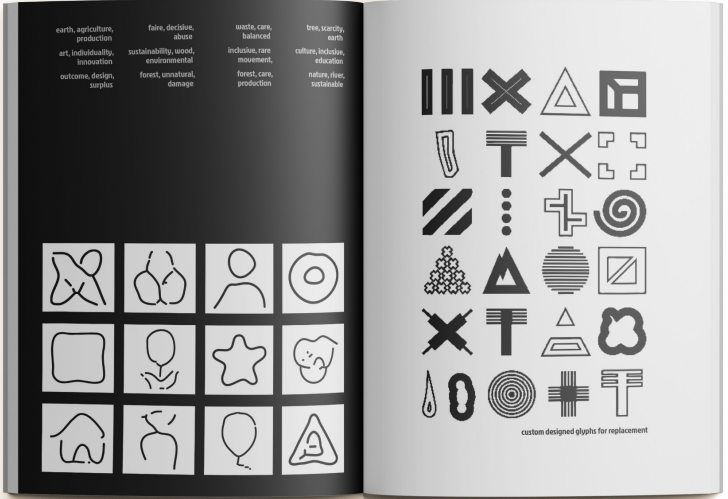 earth, agriculture,
production
faire, decisive,
abuse
waste, care,
balanced
tree, scarcity,
earth
art, individuality,
innovation
sustainability, wood,
environmental
inclusive, rare
movement,
culture, inclusive,
education
outcome, design,
surplus
forest, unnatural,
damage
forest, care,
production
nature, river,
sustainable
custom designed glyphs for replacement